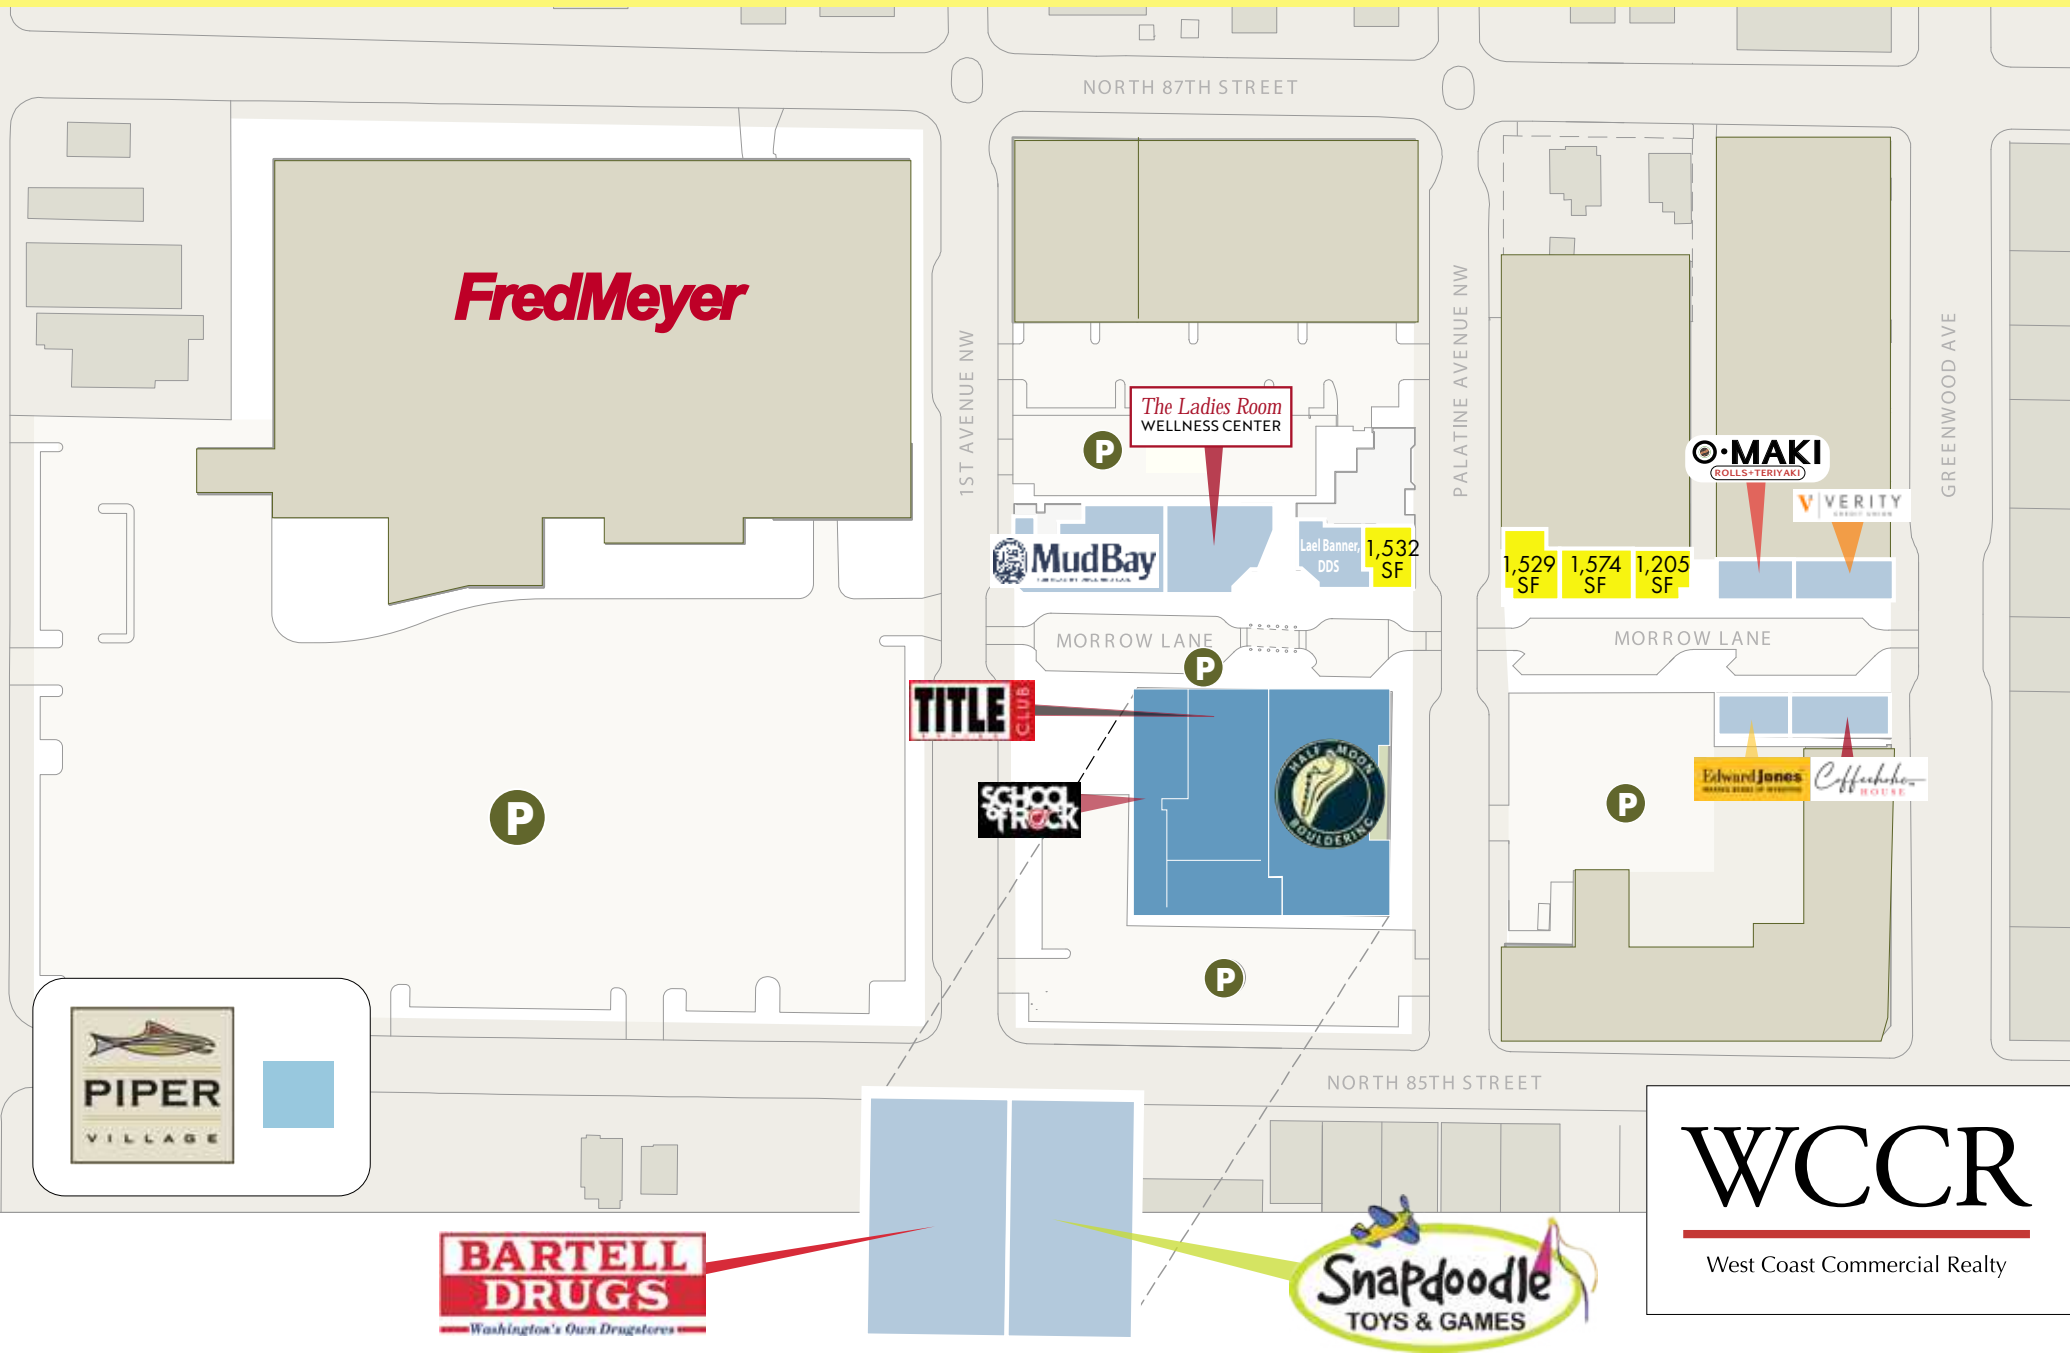 NORTH 87TH STREET
FredMeyer
1ST AVENUE NW
PALATINE AVENUE NW
GREENWOOD AVE
The Ladies Room
WELLNESS CENTER
P
O·MAKI
ROLLS+TERIYAKI
V VERITY
CREDIT UNION
MudBay
Lael Banner,
DDS
1,532
SF
1,529
SF
1,574
SF
1,205
SF
MORROW LANE
MORROW LANE
P
TITLE
CLUB
HALF MOON
BOULDERING
SCHOOL
OF ROCK
P
Edward Jones
Coffeeholic
HOUSE
P
P
PIPER
VILLAGE
NORTH 85TH STREET
WCCR
West Coast Commercial Realty
BARTELL
DRUGS
Washington's Own Drugstores
Snapdoodle
TOYS & GAMES